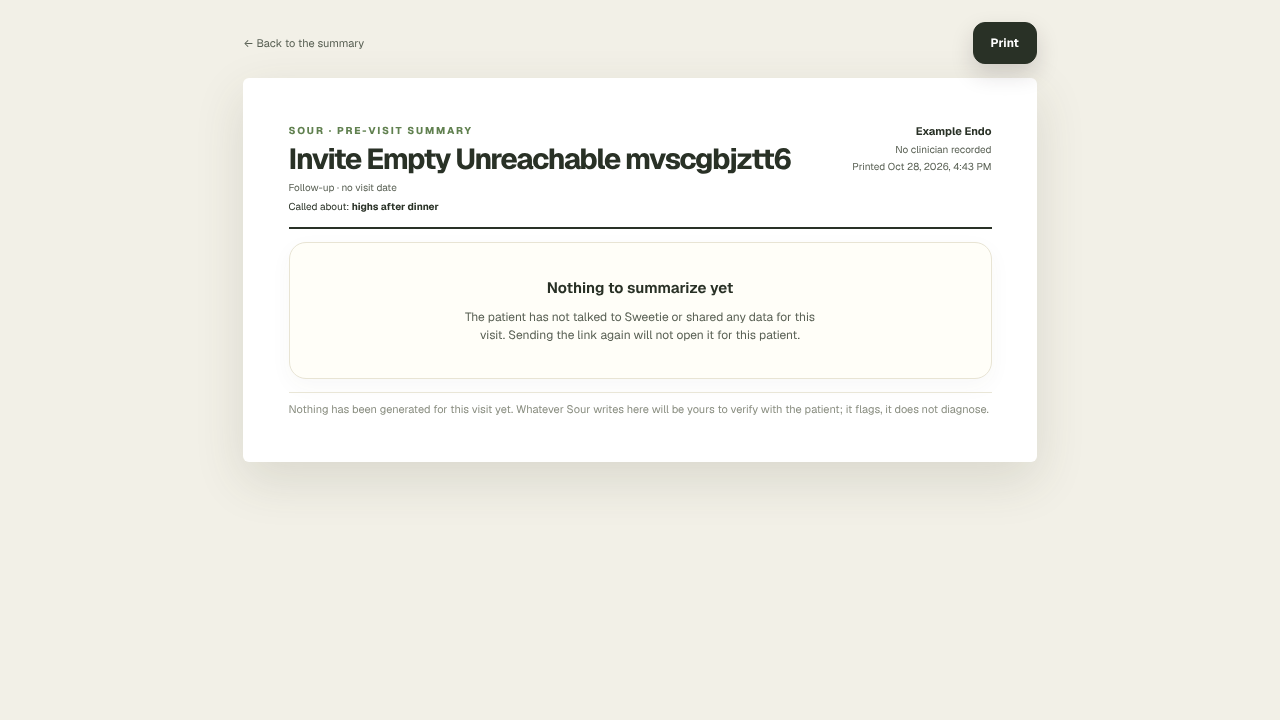 ← Back to the summary
Print
SOUR · PRE-VISIT SUMMARY
Invite Empty Unreachable mvscgbjztt6
Follow-up · no visit date
Called about: highs after dinner
Example Endo
No clinician recorded
Printed Oct 28, 2026, 4:43 PM
Nothing to summarize yet
The patient has not talked to Sweetie or shared any data for this
visit. Sending the link again will not open it for this patient.
Nothing has been generated for this visit yet. Whatever Sour writes here will be yours to verify with the patient; it flags, it does not diagnose.